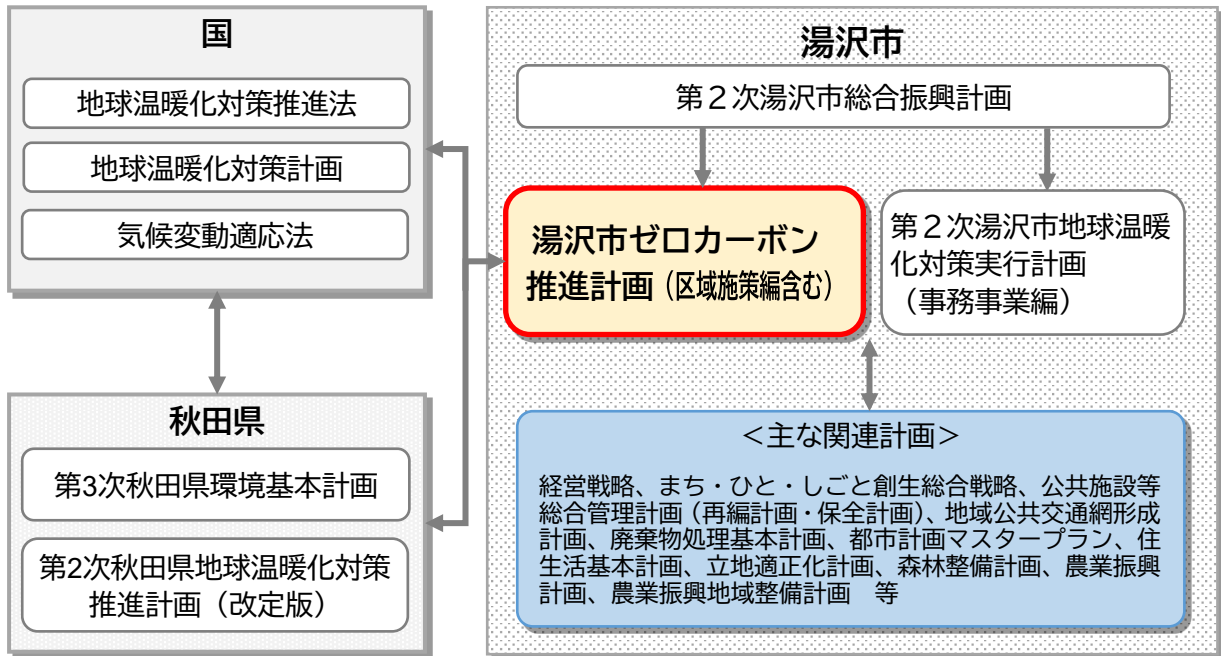 国
地球温暖化対策推進法
地球温暖化対策計画
気候変動適応法
秋田県
第3次秋田県環境基本計画
第2次秋田県地球温暖化対策
推進計画（改定版）
湯沢市
第２次湯沢市総合振興計画
湯沢市ゼロカーボン
推進計画（区域施策編含む）
第２次湯沢市地球温暖
化対策実行計画
（事務事業編）
＜主な関連計画＞
経営戦略、まち・ひと・しごと創生総合戦略、公共施設等
総合管理計画（再編計画・保全計画）、地域公共交通網形成
計画、廃棄物処理基本計画、都市計画マスタープラン、住
生活基本計画、立地適正化計画、森林整備計画、農業振興
計画、農業振興地域整備計画　等